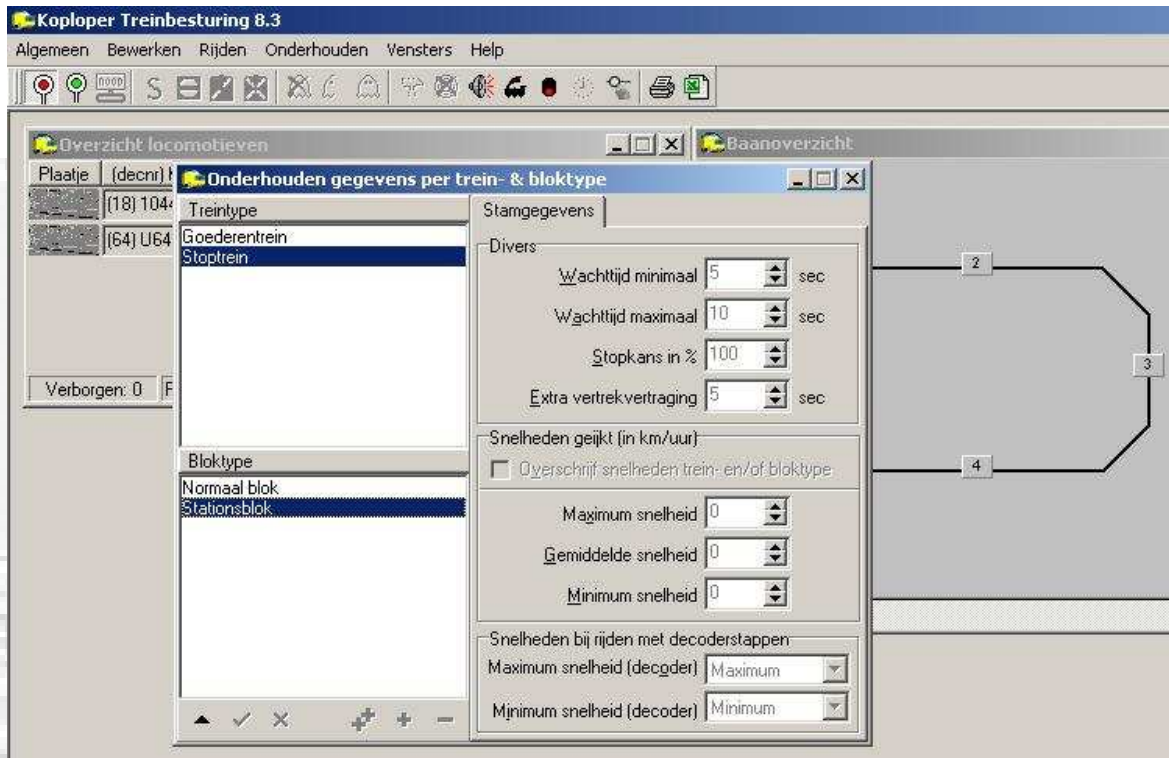 Koploper Treinbesturing 8.3
Algemeen Bewerken Rijden Onderhouden Vensters Help
Overzicht locomotieven
Baanoverzicht
Plaatje (decnr)
(18) 104
(64) U64
Verborgen: 0
Onderhouden gegevens per trein- & bloktype
Treintype
Goederentrein
Stoptrein
Bloktype
Normaal blok
Stationsblok
Stamgegevens
Divers
Wachttijd minimaal 5 sec
Wachttijd maximaal 10 sec
Stopkans in % 100
Extra vertrekvertraging 5 sec
Snelheden geijkt (in km/uur)
Overschrijf snelheden trein- en/of bloktype
Maximum snelheid 0
Gemiddelde snelheid 0
Minimum snelheid 0
Snelheden bij rijden met decoderstappen
Maximum snelheid (decoder) Maximum
Minimum snelheid (decoder) Minimum
2
3
4